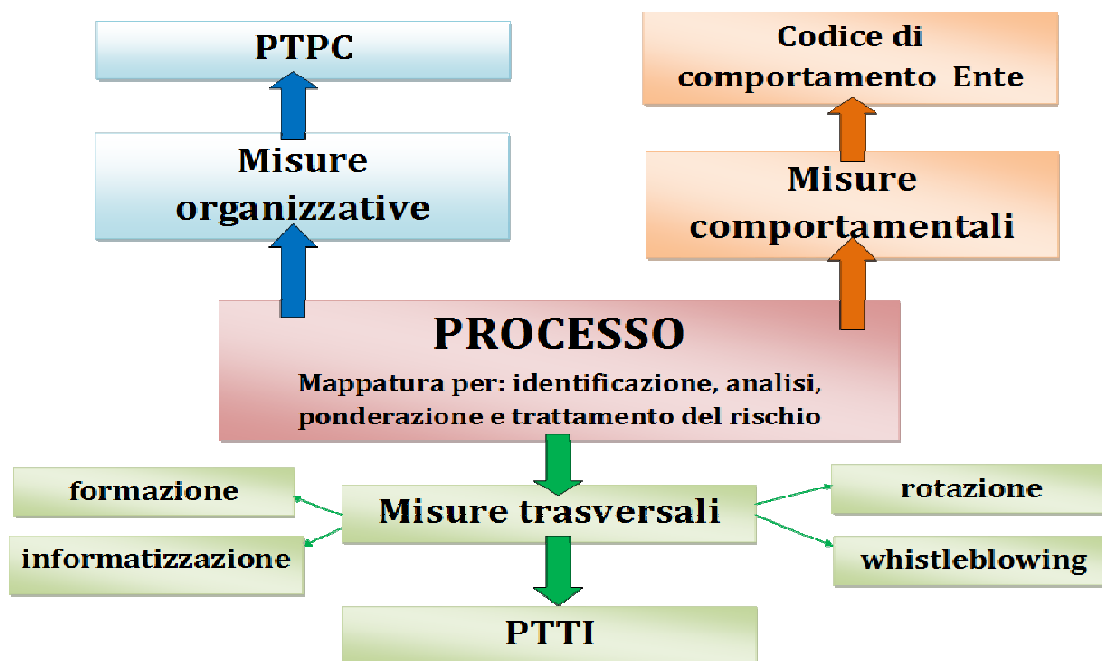 PTPC
Codice di
comportamento Ente
Misure
organizzative
Misure
comportamentali
PROCESSO
Mappatura per: identificazione, analisi,
ponderazione e trattamento del rischio
formazione
Misure trasversali
rotazione
informatizzazione
whistleblowing
PTTI